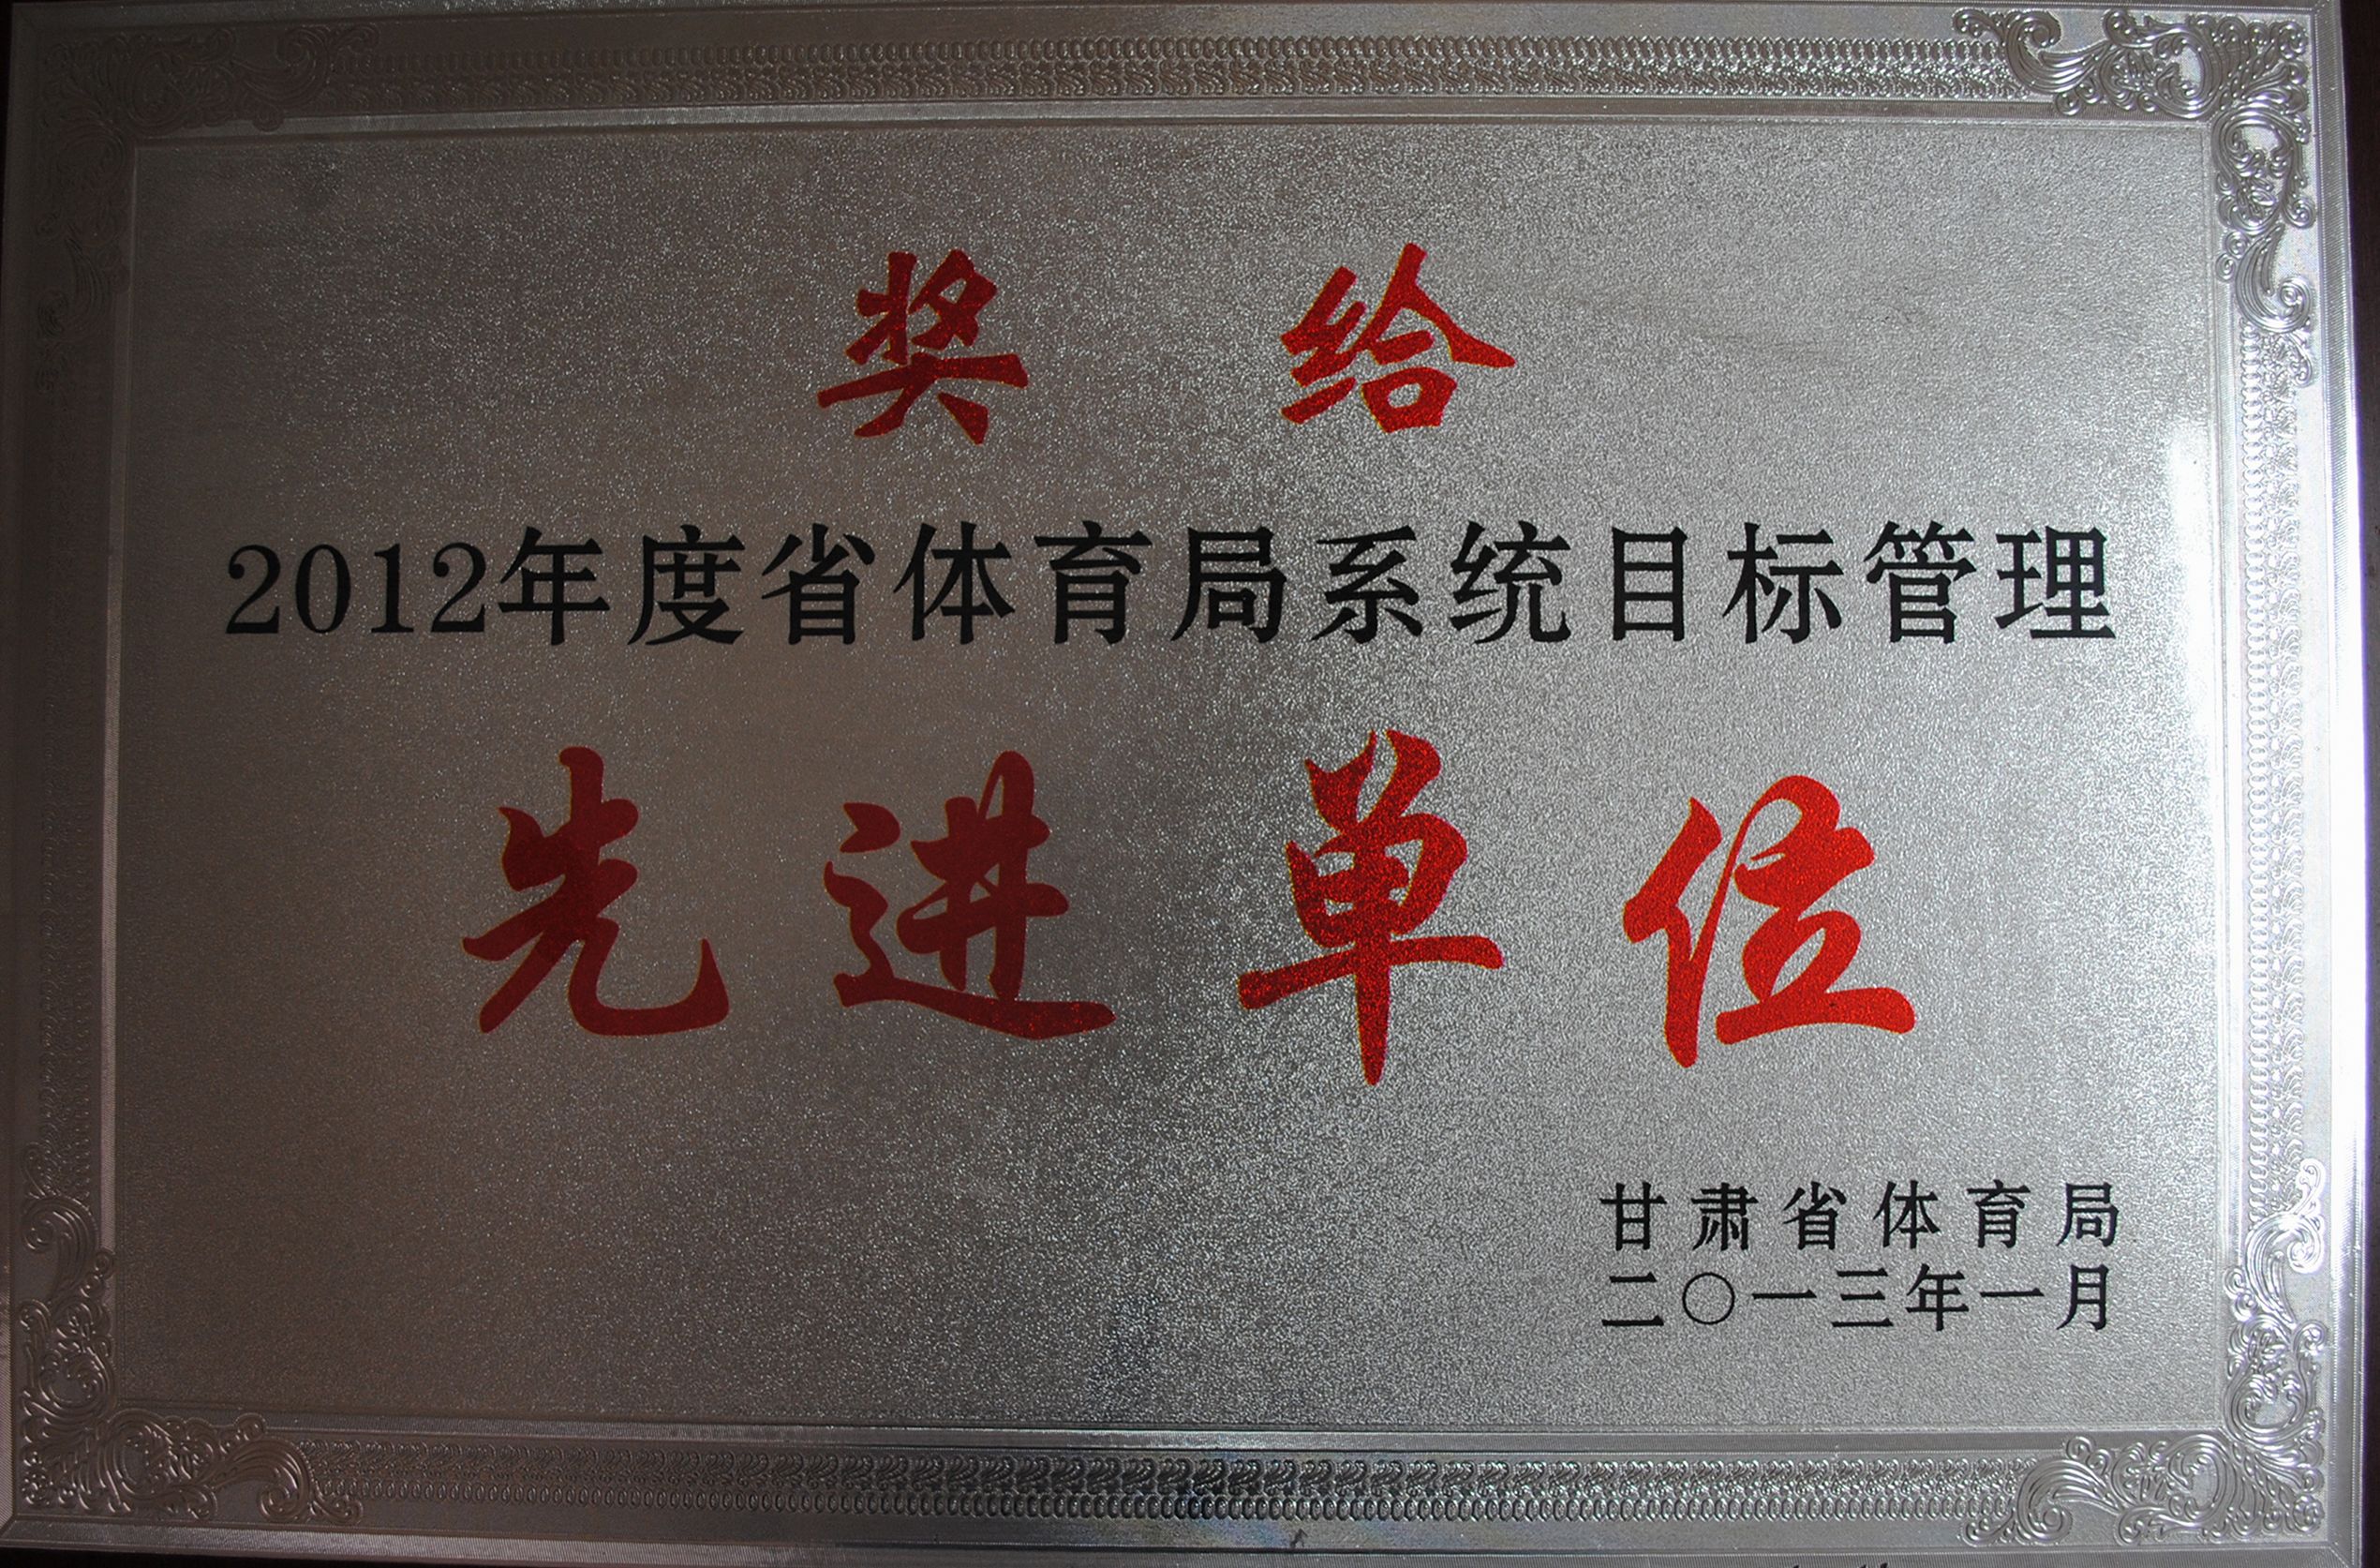 奖给
2012年度省体育局系统目标管理
先进单位
甘肃省体育局
二〇一三年一月